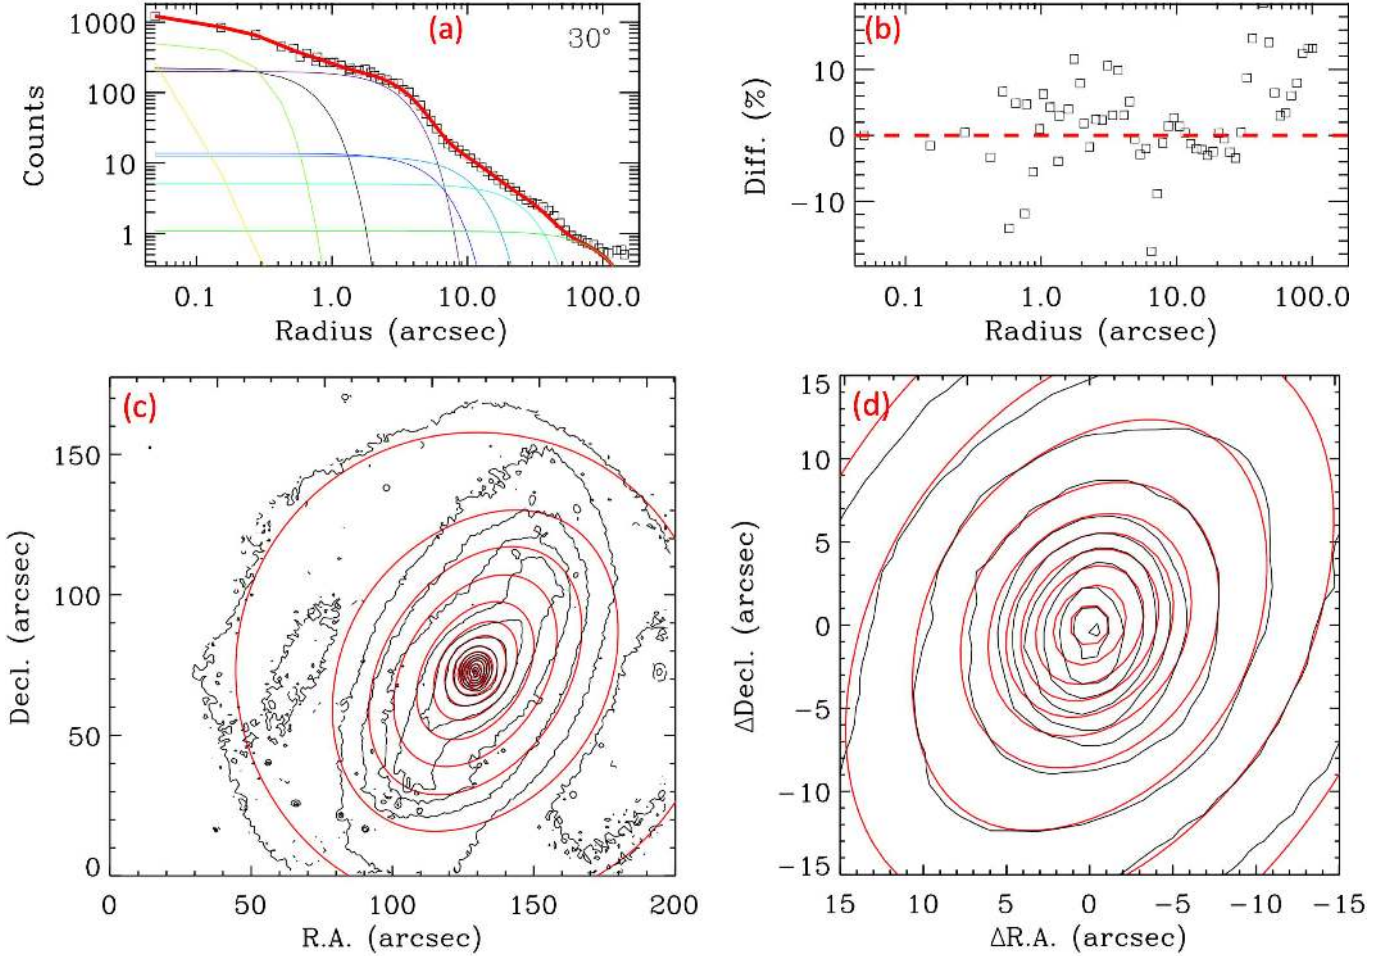 (a)
30°
1000
100
10
1
Counts
0.1 1.0 10.0 100.0
Radius (arcsec)
(b)
10
0
−10
Diff. (%)
0.1 1.0 10.0 100.0
Radius (arcsec)
(c)
150
100
50
0
Decl. (arcsec)
0 50 100 150 200
R.A. (arcsec)
(d)
15
10
5
0
−5
−10
−15
ΔDecl. (arcsec)
15 10 5 0 −5 −10 −15
ΔR.A. (arcsec)